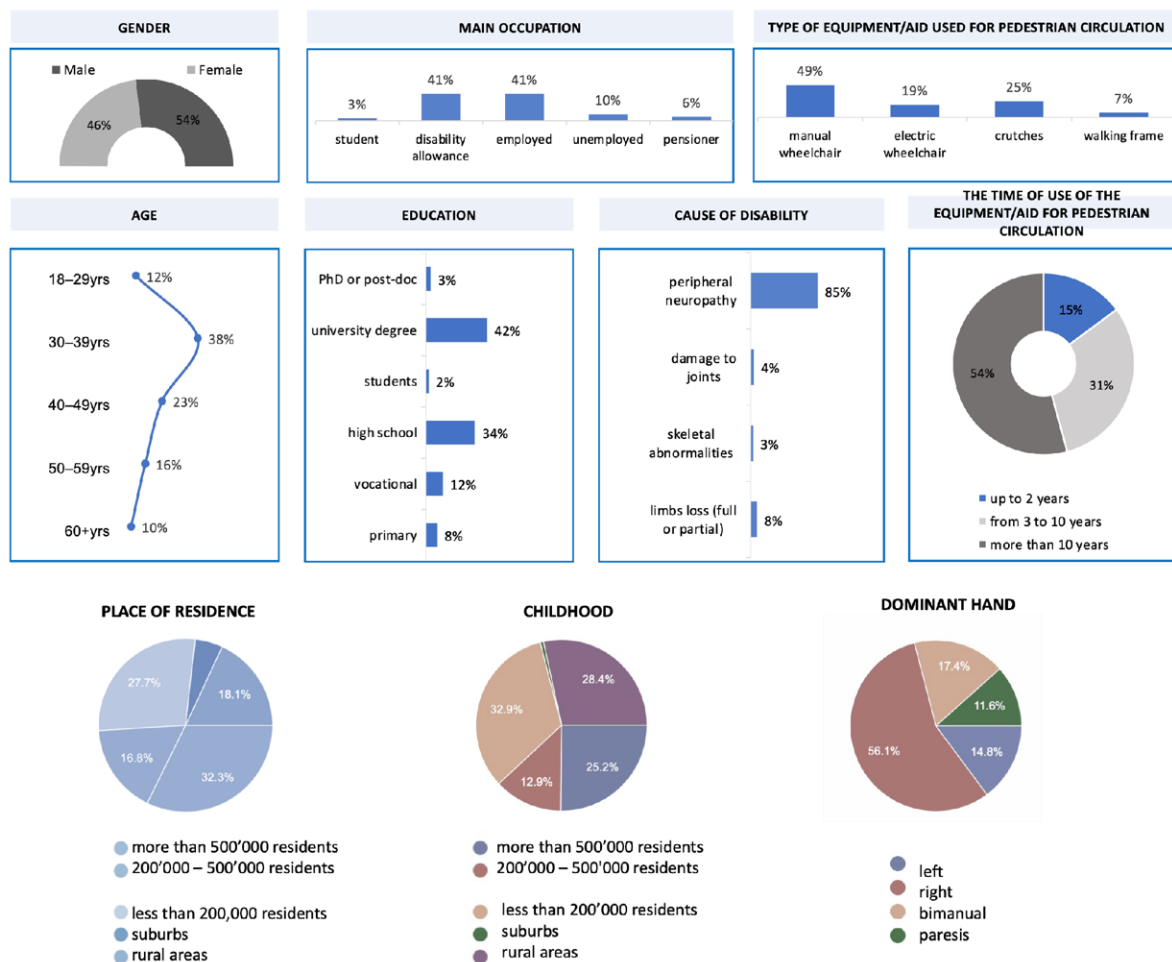 GENDER
Male
Female
46%
54%
MAIN OCCUPATION
3%
41%
41%
10%
6%
student
disability
allowance
employed
unemployed
pensioner
TYPE OF EQUIPMENT/AID USED FOR PEDESTRIAN CIRCULATION
49%
19%
25%
7%
manual
wheelchair
electric
wheelchair
crutches
walking frame
AGE
18–29yrs
12%
30–39yrs
38%
40–49yrs
23%
50–59yrs
16%
60+yrs
10%
EDUCATION
PhD or post-doc
3%
university degree
42%
students
2%
high school
34%
vocational
12%
primary
8%
CAUSE OF DISABILITY
peripheral
neuropathy
85%
damage to
joints
4%
skeletal
abnormalities
3%
limbs loss (full
or partial)
8%
THE TIME OF USE OF THE
EQUIPMENT/AID FOR PEDESTRIAN
CIRCULATION
15%
54%
31%
up to 2 years
from 3 to 10 years
more than 10 years
PLACE OF RESIDENCE
27.7%
18.1%
16.8%
32.3%
more than 500’000 residents
200’000 – 500’000 residents
less than 200,000 residents
suburbs
rural areas
CHILDHOOD
28.4%
32.9%
25.2%
12.9%
more than 500’000 residents
200’000 – 500'000 residents
less than 200’000 residents
suburbs
rural areas
DOMINANT HAND
17.4%
11.6%
56.1%
14.8%
left
right
bimanual
paresis